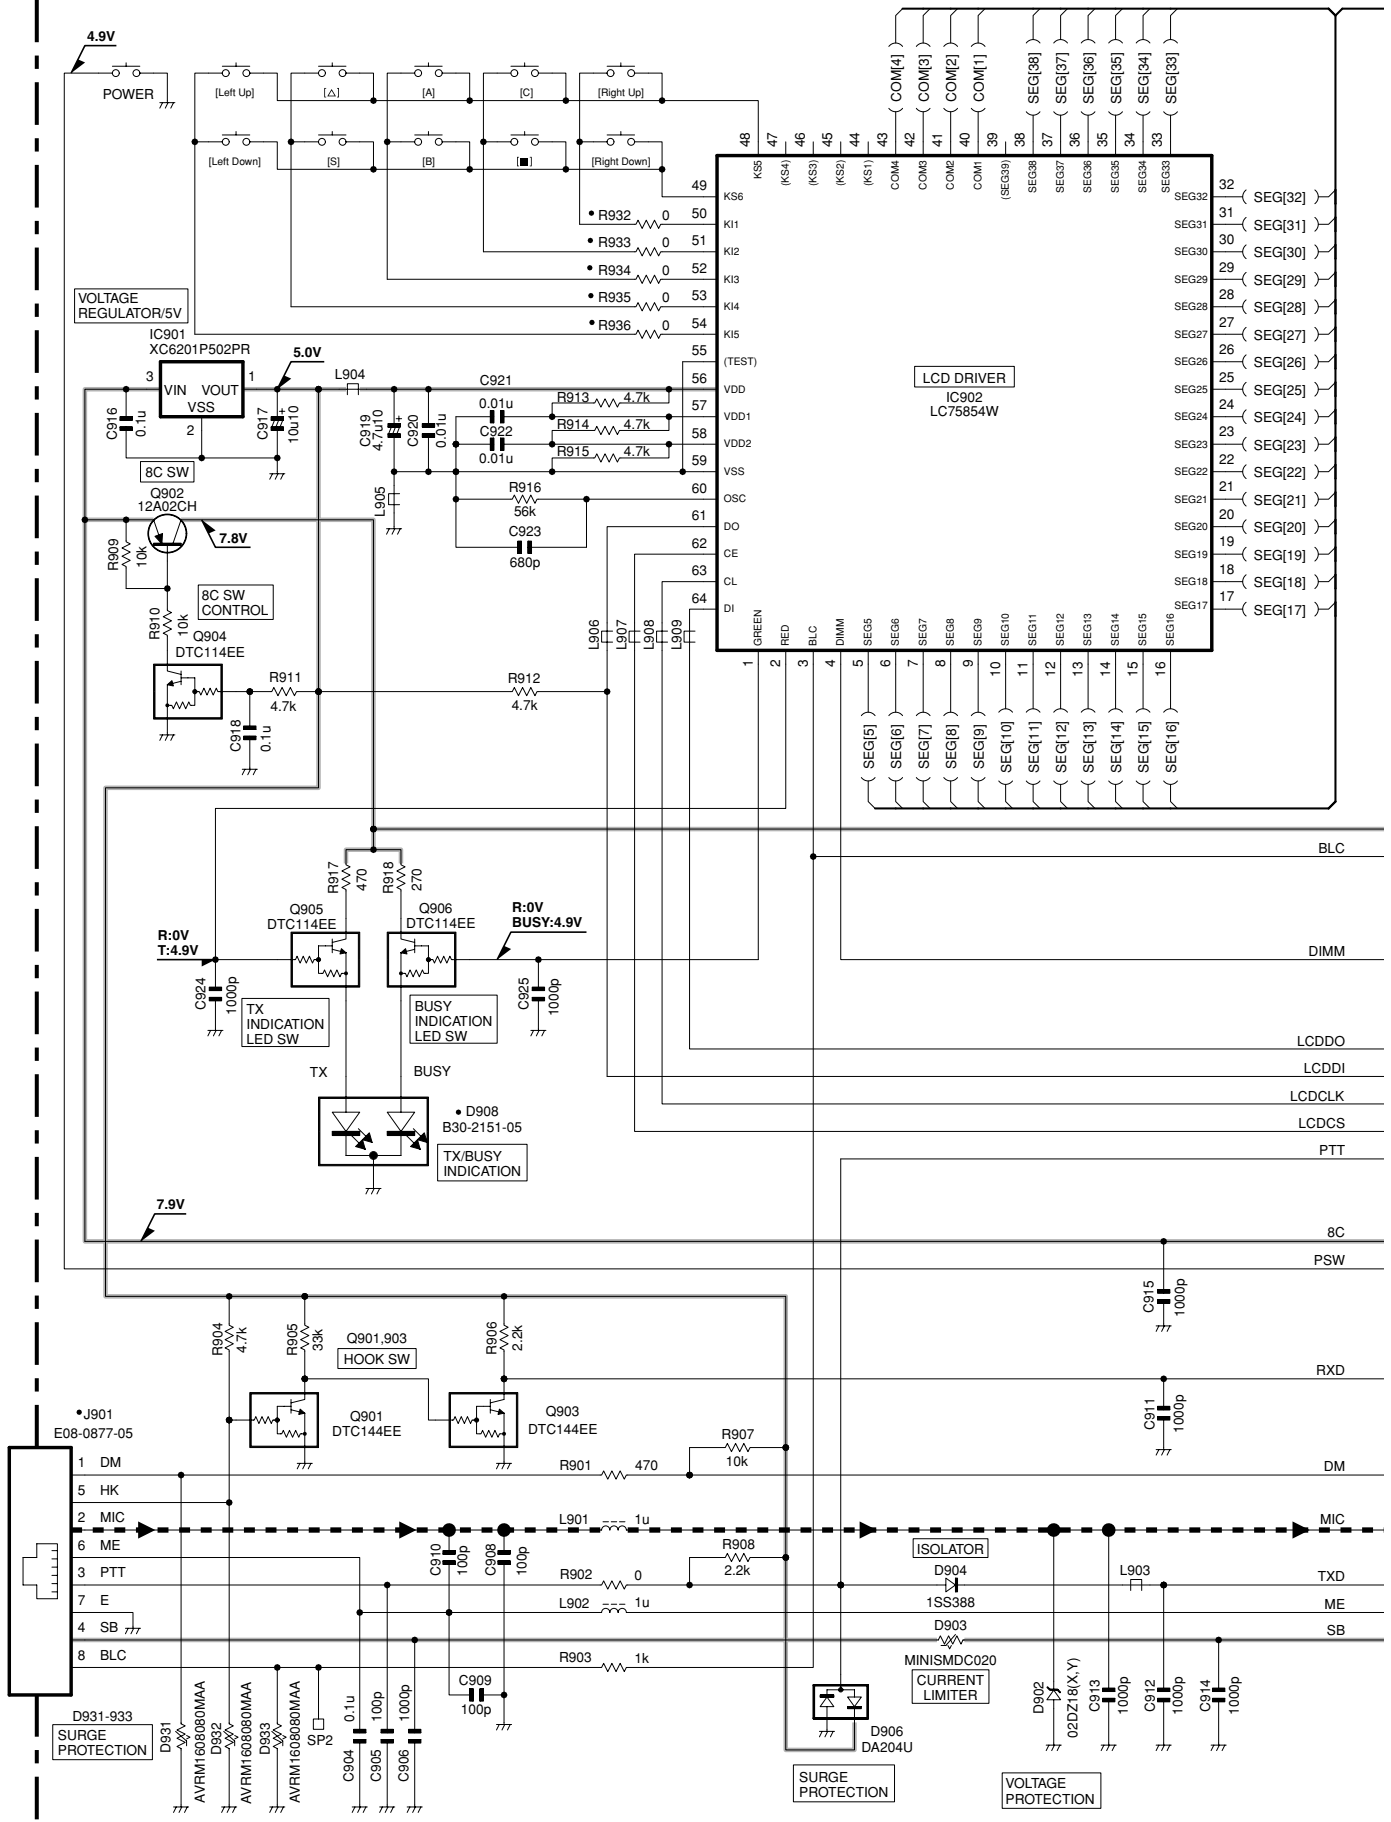 4.9V
POWER
[Left Up]
[△]
[A]
[C]
[Right Up]
[Left Down]
[S]
[B]
[■]
[Right Down]
COM[4]
COM[3]
COM[2]
COM[1]
SEG[38]
SEG[37]
SEG[36]
SEG[35]
SEG[34]
SEG[33]
48
47
46
45
44
43
42
41
40
39
38
37
36
35
34
33
KS5
(KS4)
(KS3)
(KS2)
(KS1)
COM4
COM3
COM2
COM1
(SEG39)
SEG38
SEG37
SEG36
SEG35
SEG34
SEG33
49 KS6
• R932 0 50 KI1
• R933 0 51 KI2
• R934 0 52 KI3
• R935 0 53 KI4
• R936 0 54 KI5
55 (TEST)
56 VDD
57 VDD1
58 VDD2
59 VSS
60 OSC
61 DO
62 CE
63 CL
64 DI
SEG32 32 SEG[32]
SEG31 31 SEG[31]
SEG30 30 SEG[30]
SEG29 29 SEG[29]
SEG28 28 SEG[28]
SEG27 27 SEG[27]
SEG26 26 SEG[26]
SEG25 25 SEG[25]
SEG24 24 SEG[24]
SEG23 23 SEG[23]
SEG22 22 SEG[22]
SEG21 21 SEG[21]
SEG20 20 SEG[20]
SEG19 19 SEG[19]
SEG18 18 SEG[18]
SEG17 17 SEG[17]
LCD DRIVER
IC902
LC75854W
VOLTAGE
REGULATOR/5V
IC901
XC6201P502PR
3 VIN VOUT 1
VSS
2
5.0V
L904
C916
0.1u
C917
10u10
C919
4.7u10
C920
0.01u
C921
0.01u
C922
0.01u
R913 4.7k
R914 4.7k
R915 4.7k
L905
R916
56k
C923
680p
8C SW
Q902
12A02CH
7.8V
R909
10k
8C SW
CONTROL
R910
10k
Q904
DTC114EE
R911
4.7k
C918
0.1u
R912
4.7k
L906
L907
L908
L909
GREEN
RED
BLC
DIMM
SEG5
SEG6
SEG7
SEG8
SEG9
SEG10
SEG11
SEG12
SEG13
SEG14
SEG15
SEG16
1
2
3
4
5
6
7
8
9
10
11
12
13
14
15
16
SEG[5]
SEG[6]
SEG[7]
SEG[8]
SEG[9]
SEG[10]
SEG[11]
SEG[12]
SEG[13]
SEG[14]
SEG[15]
SEG[16]
BLC
R917
470
R918
270
Q905
DTC114EE
Q906
DTC114EE
R:0V
T:4.9V
R:0V
BUSY:4.9V
DIMM
C924
1000p
C925
1000p
TX
INDICATION
LED SW
BUSY
INDICATION
LED SW
LCDDO
LCDDI
LCDCLK
LCDCS
PTT
TX
BUSY
• D908
B30-2151-05
TX/BUSY
INDICATION
7.9V
8C
PSW
C915
1000p
R904
4.7k
R905
33k
Q901,903
HOOK SW
R906
2.2k
RXD
C911
1000p
Q901
DTC144EE
Q903
DTC144EE
•J901
E08-0877-05
1 DM
5 HK
2 MIC
6 ME
3 PTT
7 E
4 SB
8 BLC
R901 470
R907
10k
DM
L901 1u
MIC
C910
100p
C908
100p
R908
2.2k
R902 0
L902 1u
ISOLATOR
D904
1SS388
L903
TXD
ME
SB
D903
MINISMDC020
CURRENT
LIMITER
R903 1k
C909
100p
D931-933
SURGE
PROTECTION
D931
AVRM1608080MAA
D932
AVRM1608080MAA
D933
AVRM1608080MAA
SP2
C904
0.1u
C905
100p
C906
1000p
D906
DA204U
SURGE
PROTECTION
D902
02DZ18(X,Y)
C913
1000p
C912
1000p
C914
1000p
VOLTAGE
PROTECTION